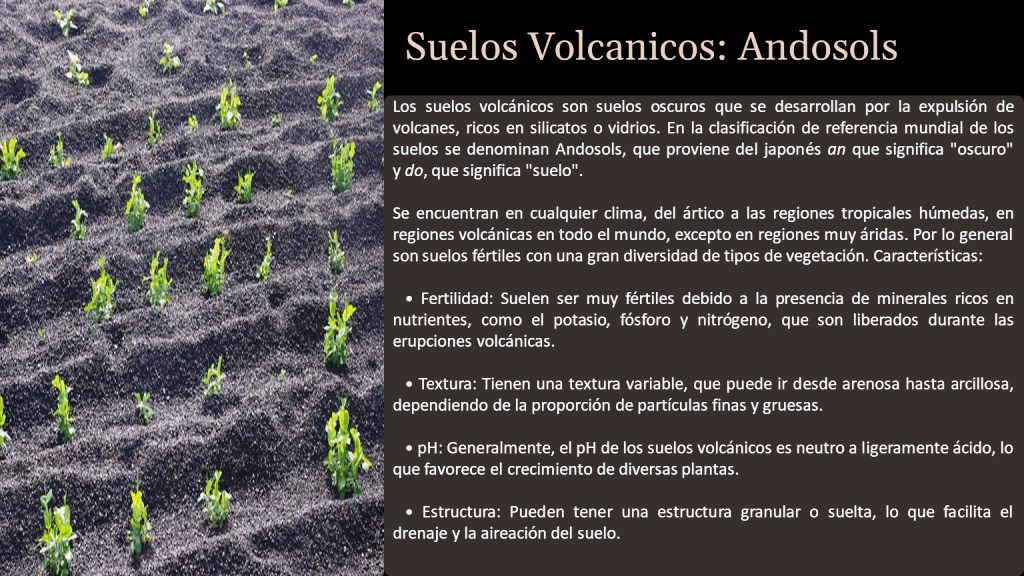 Suelos Volcanicos: Andosols
Los suelos volcánicos son suelos oscuros que se desarrollan por la expulsión de
volcanes, ricos en silicatos o vidrios. En la clasificación de referencia mundial de los
suelos se denominan Andosols, que proviene del japonés an que significa "oscuro"
y do, que significa "suelo".
Se encuentran en cualquier clima, del ártico a las regiones tropicales húmedas, en
regiones volcánicas en todo el mundo, excepto en regiones muy áridas. Por lo general
son suelos fértiles con una gran diversidad de tipos de vegetación. Características:
• Fertilidad: Suelen ser muy fértiles debido a la presencia de minerales ricos en
nutrientes, como el potasio, fósforo y nitrógeno, que son liberados durante las
erupciones volcánicas.
• Textura: Tienen una textura variable, que puede ir desde arenosa hasta arcillosa,
dependiendo de la proporción de partículas finas y gruesas.
• pH: Generalmente, el pH de los suelos volcánicos es neutro a ligeramente ácido, lo
que favorece el crecimiento de diversas plantas.
• Estructura: Pueden tener una estructura granular o suelta, lo que facilita el
drenaje y la aireación del suelo.